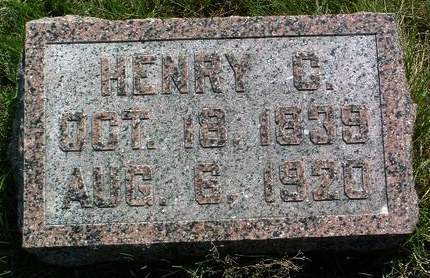 HENRY C.
OCT. 18, 1839
AUG. 6, 1920